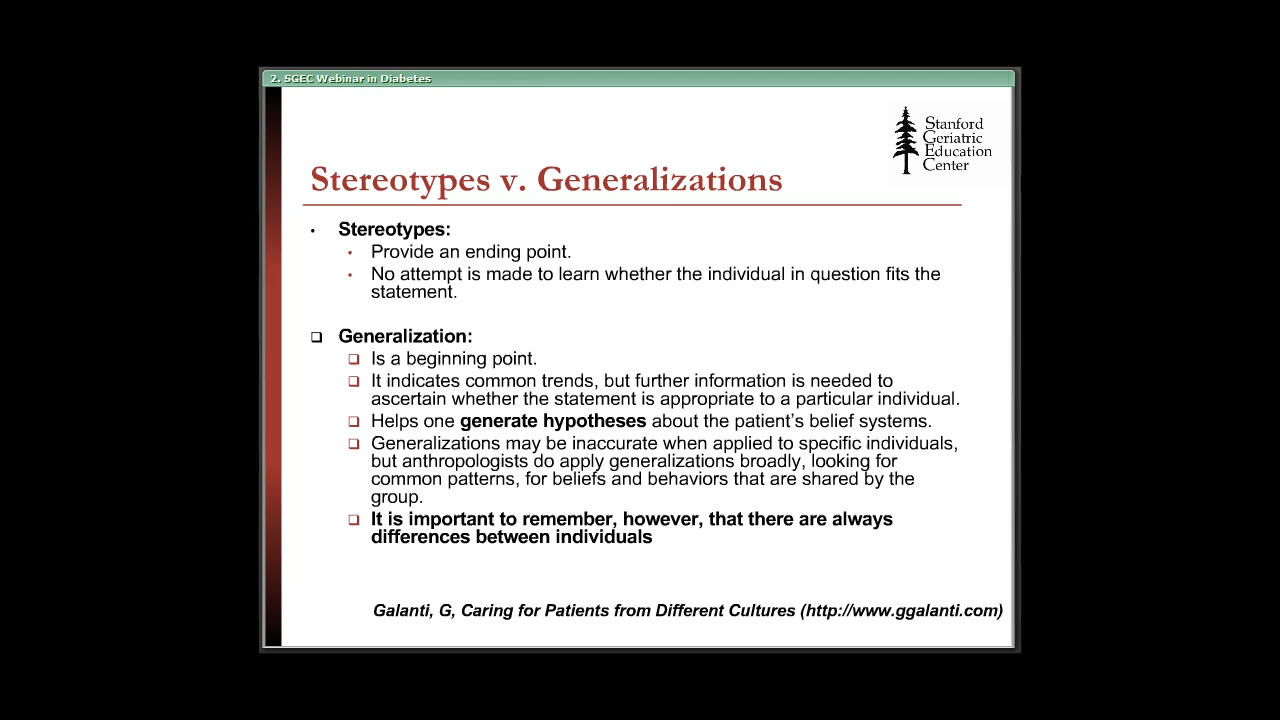 2. SGEC Webinar in Diabetes
Stanford
Geriatric
Education
Center
Stereotypes v. Generalizations
• Stereotypes:
• Provide an ending point.
• No attempt is made to learn whether the individual in question fits the
statement.
❑ Generalization:
❑ Is a beginning point.
❑ It indicates common trends, but further information is needed to
ascertain whether the statement is appropriate to a particular individual.
❑ Helps one generate hypotheses about the patient’s belief systems.
❑ Generalizations may be inaccurate when applied to specific individuals,
but anthropologists do apply generalizations broadly, looking for
common patterns, for beliefs and behaviors that are shared by the
group.
❑ It is important to remember, however, that there are always
differences between individuals
Galanti, G, Caring for Patients from Different Cultures (http://www.ggalanti.com)